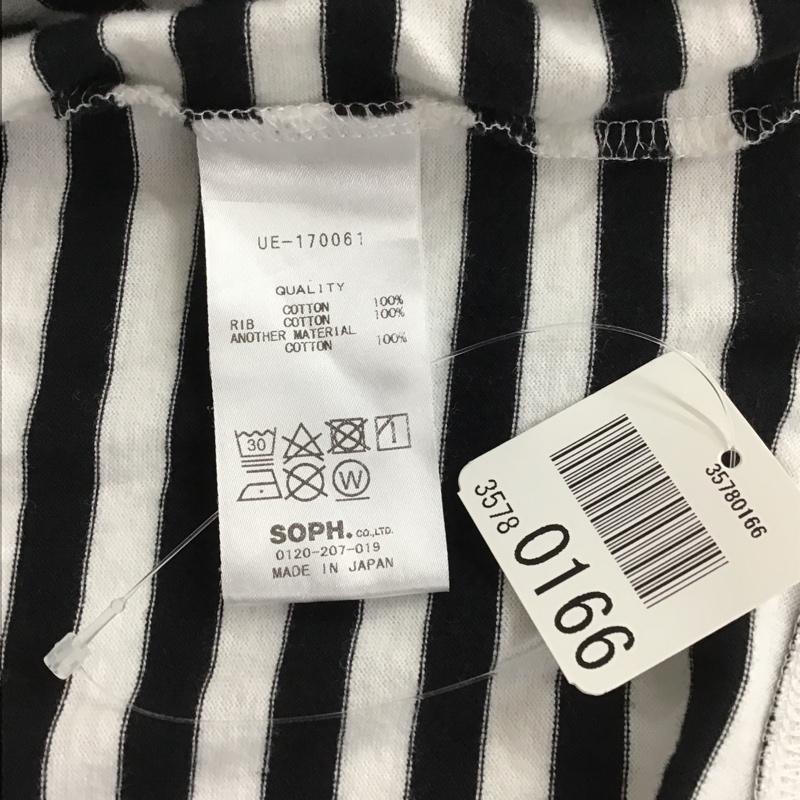 UE-170061
QUALITY
COTTON 100%
RIB COTTON 100%
ANOTHER MATERIAL
COTTON 100%
30
W
SOPH. CO.,LTD.
0120-207-019
MADE IN JAPAN
35780166
3578
0166